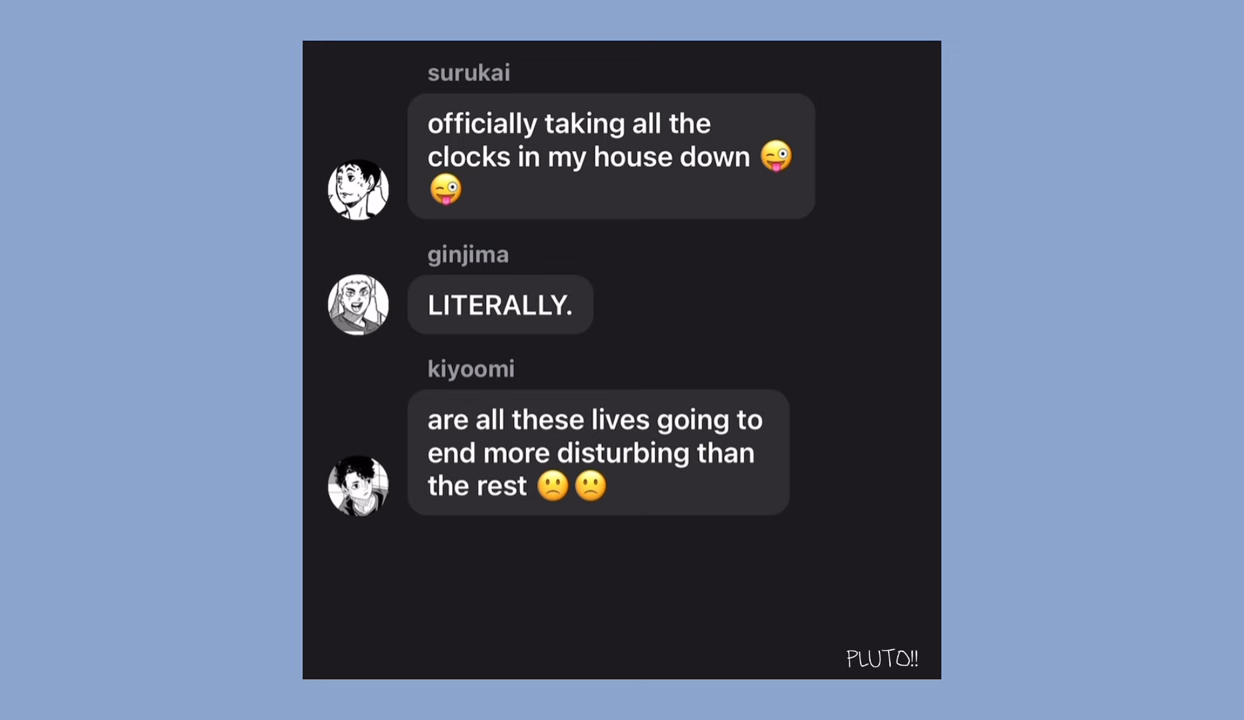 surukai
officially taking all the
clocks in my house down 😜
😜
ginjima
LITERALLY.
kiyoomi
are all these lives going to
end more disturbing than
the rest 🙁🙁
PLUTO!!